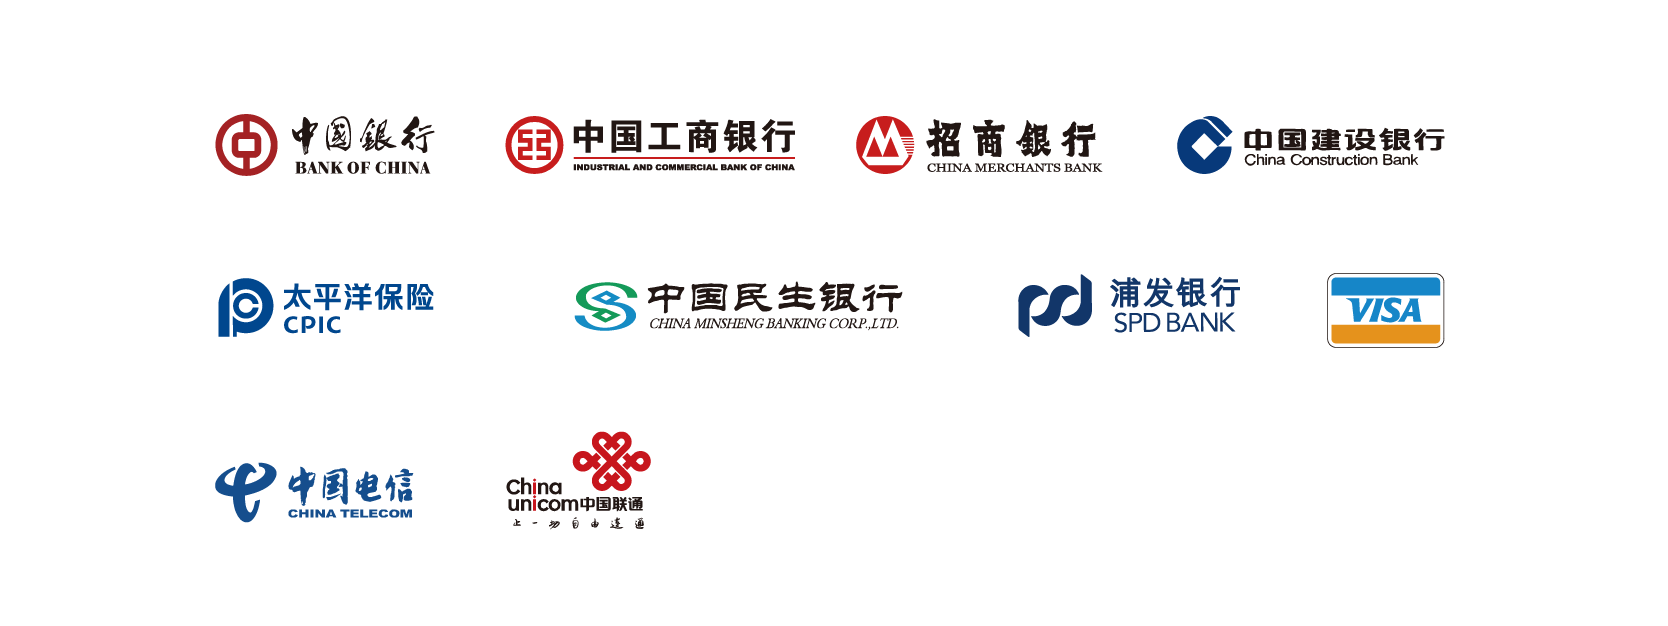 中國銀行
BANK OF CHINA
中国工商银行
INDUSTRIAL AND COMMERCIAL BANK OF CHINA
招商銀行
CHINA MERCHANTS BANK
中国建设银行
China Construction Bank
太平洋保险
CPIC
中国民生银行
CHINA MINSHENG BANKING CORP.,LTD.
浦发银行
SPD BANK
VISA
中国电信
CHINA TELECOM
China
unicom中国联通
让一切自由连通